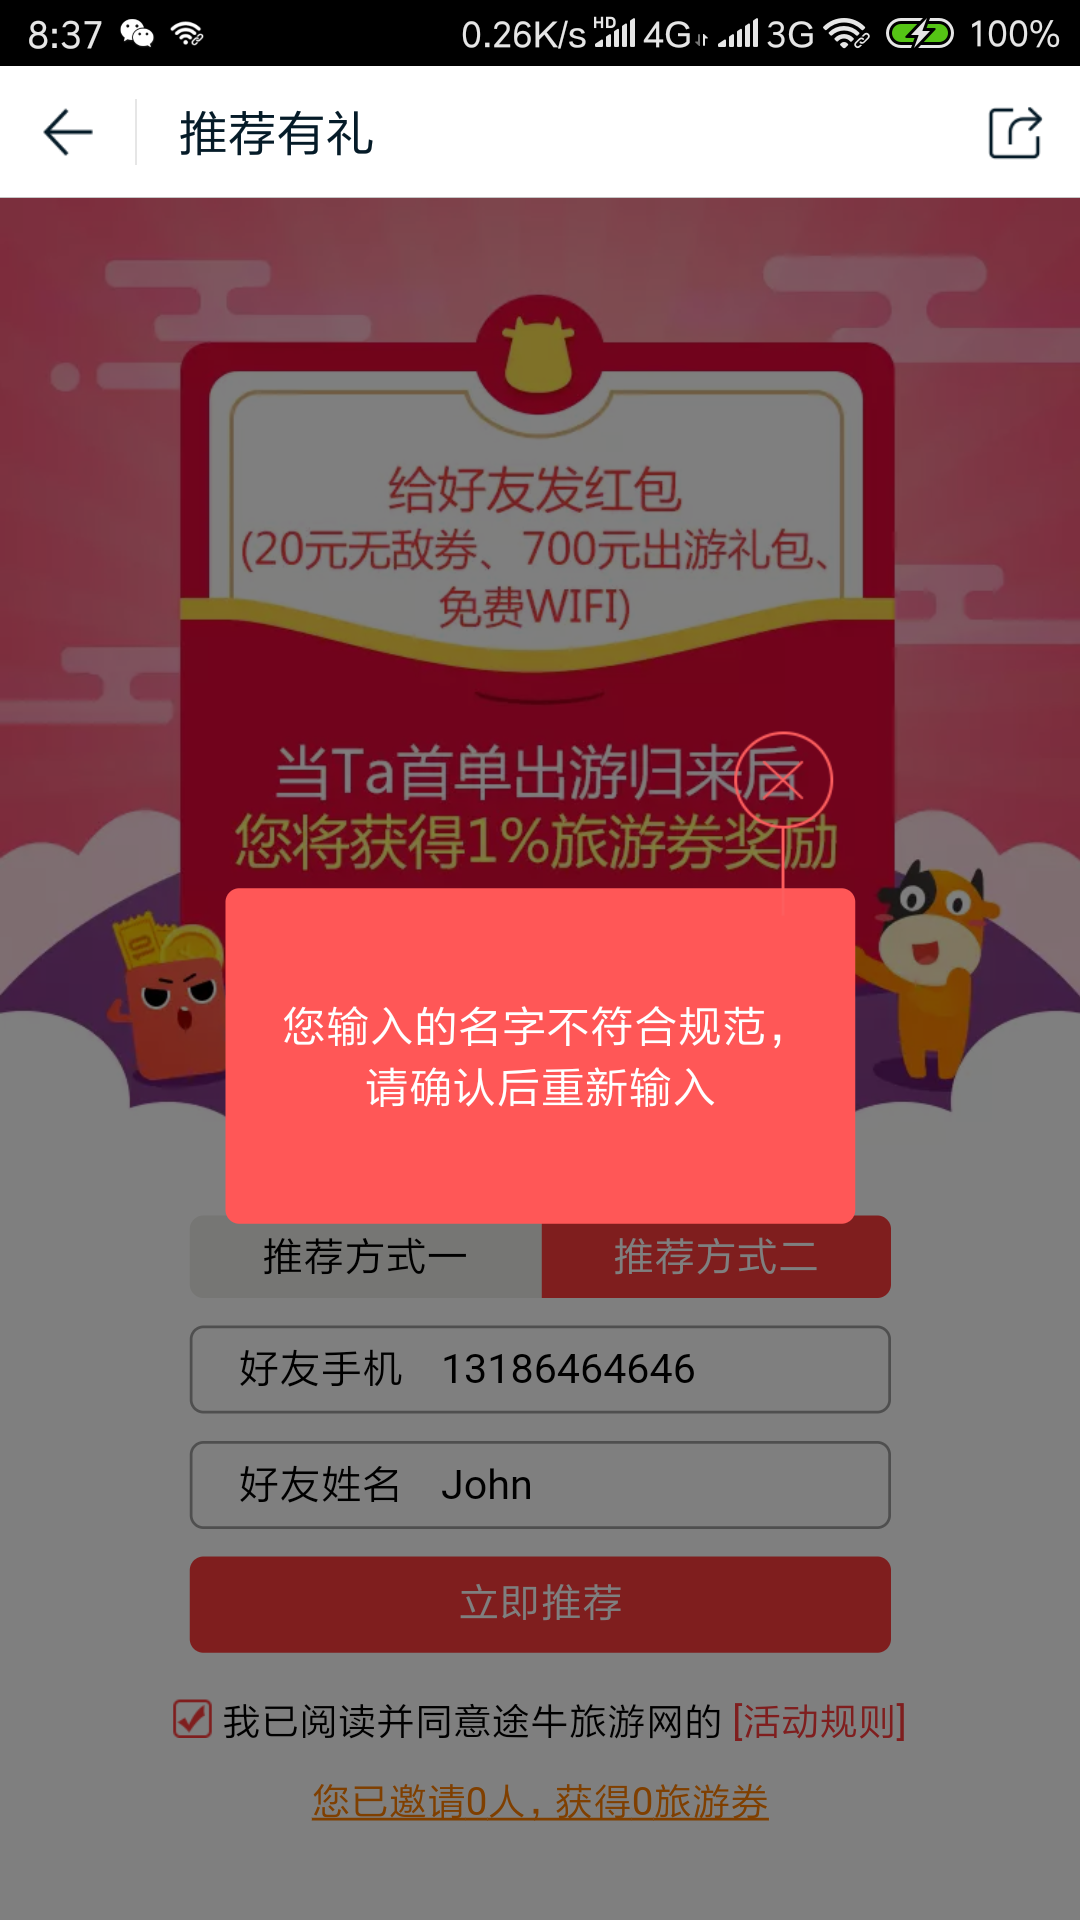 8:37 0.26K/s HD 4G 3G 100%
推荐有礼
给好友发红包
(20元无敌券、700元出游礼包、
免费WIFI)
当Ta首单出游归来后
您将获得1%旅游券奖励
您输入的名字不符合规范，
请确认后重新输入
推荐方式一 推荐方式二
好友手机 13186464646
好友姓名 John
立即推荐
我已阅读并同意途牛旅游网的 [活动规则]
您已邀请0人，获得0旅游券